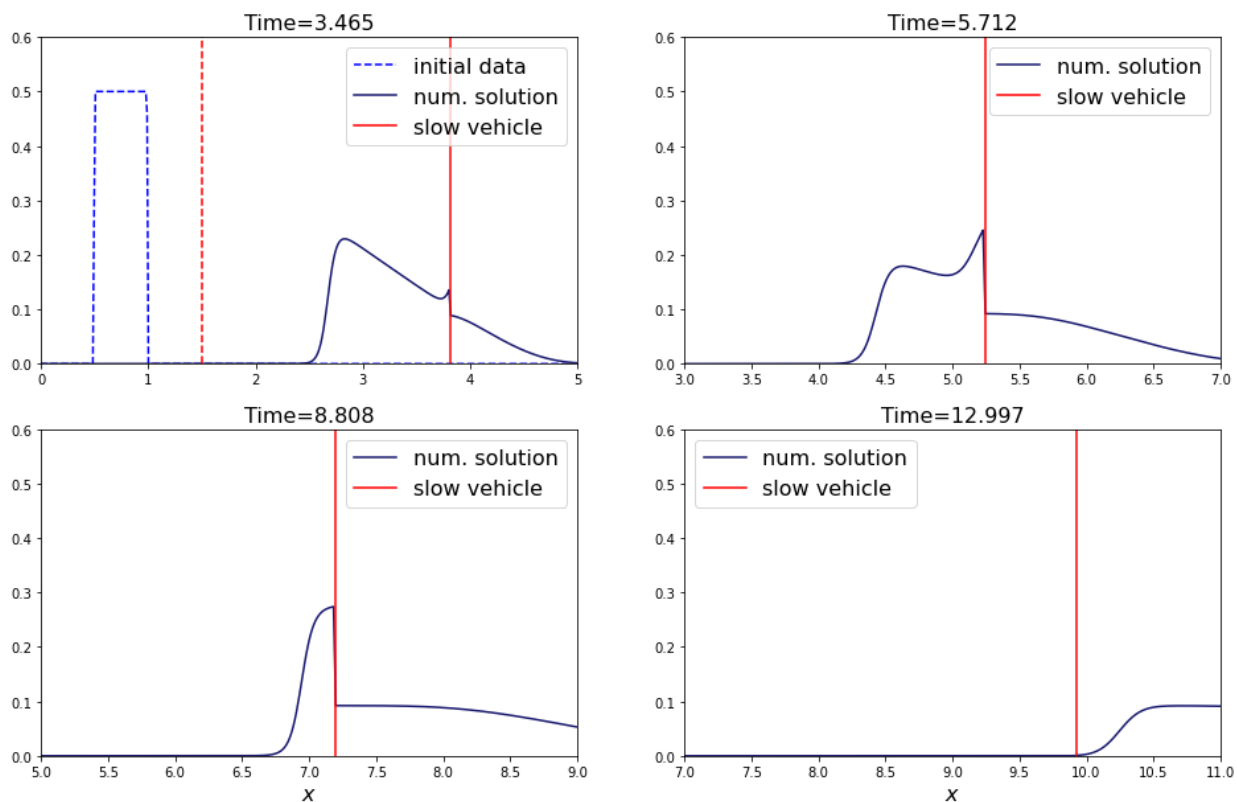 Time=3.465
0.6
0.5
0.4
0.3
0.2
0.1
0.0
0 1 2 3 4 5
initial data
num. solution
slow vehicle
Time=5.712
0.6
0.5
0.4
0.3
0.2
0.1
0.0
3.0 3.5 4.0 4.5 5.0 5.5 6.0 6.5 7.0
num. solution
slow vehicle
Time=8.808
0.6
0.5
0.4
0.3
0.2
0.1
0.0
5.0 5.5 6.0 6.5 7.0 7.5 8.0 8.5 9.0
x
num. solution
slow vehicle
Time=12.997
0.6
0.5
0.4
0.3
0.2
0.1
0.0
7.0 7.5 8.0 8.5 9.0 9.5 10.0 10.5 11.0
x
num. solution
slow vehicle